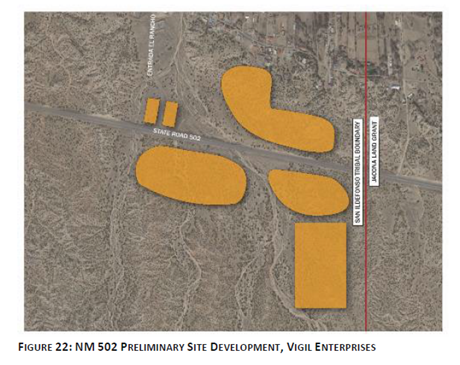 ENTRADA EL RANCHO
STATE ROAD 502
SAN ILDEFONSO TRIBAL BOUNDARY
JACONA LAND GRANT
FIGURE 22: NM 502 PRELIMINARY SITE DEVELOPMENT, VIGIL ENTERPRISES